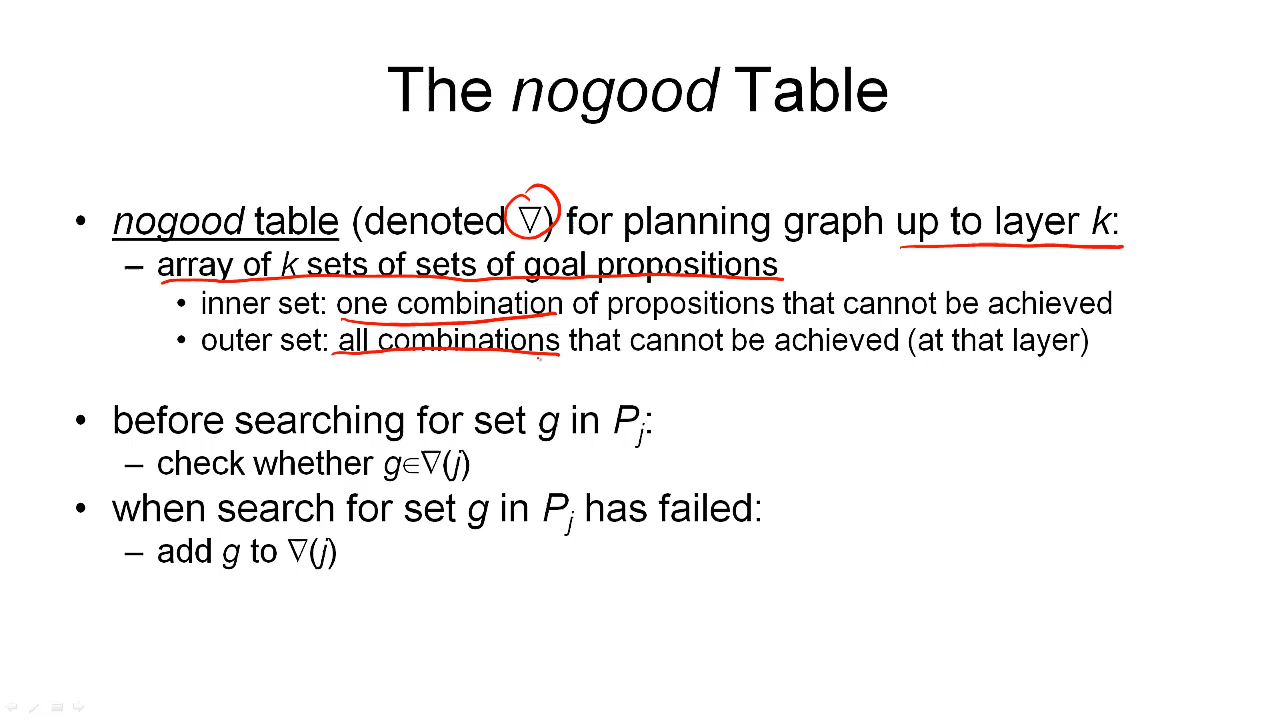 The nogood Table
• nogood table (denoted ∇) for planning graph up to layer k:
– array of k sets of sets of goal propositions
• inner set: one combination of propositions that cannot be achieved
• outer set: all combinations that cannot be achieved (at that layer)
• before searching for set g in Pj:
– check whether g∈∇(j)
• when search for set g in Pj has failed:
– add g to ∇(j)